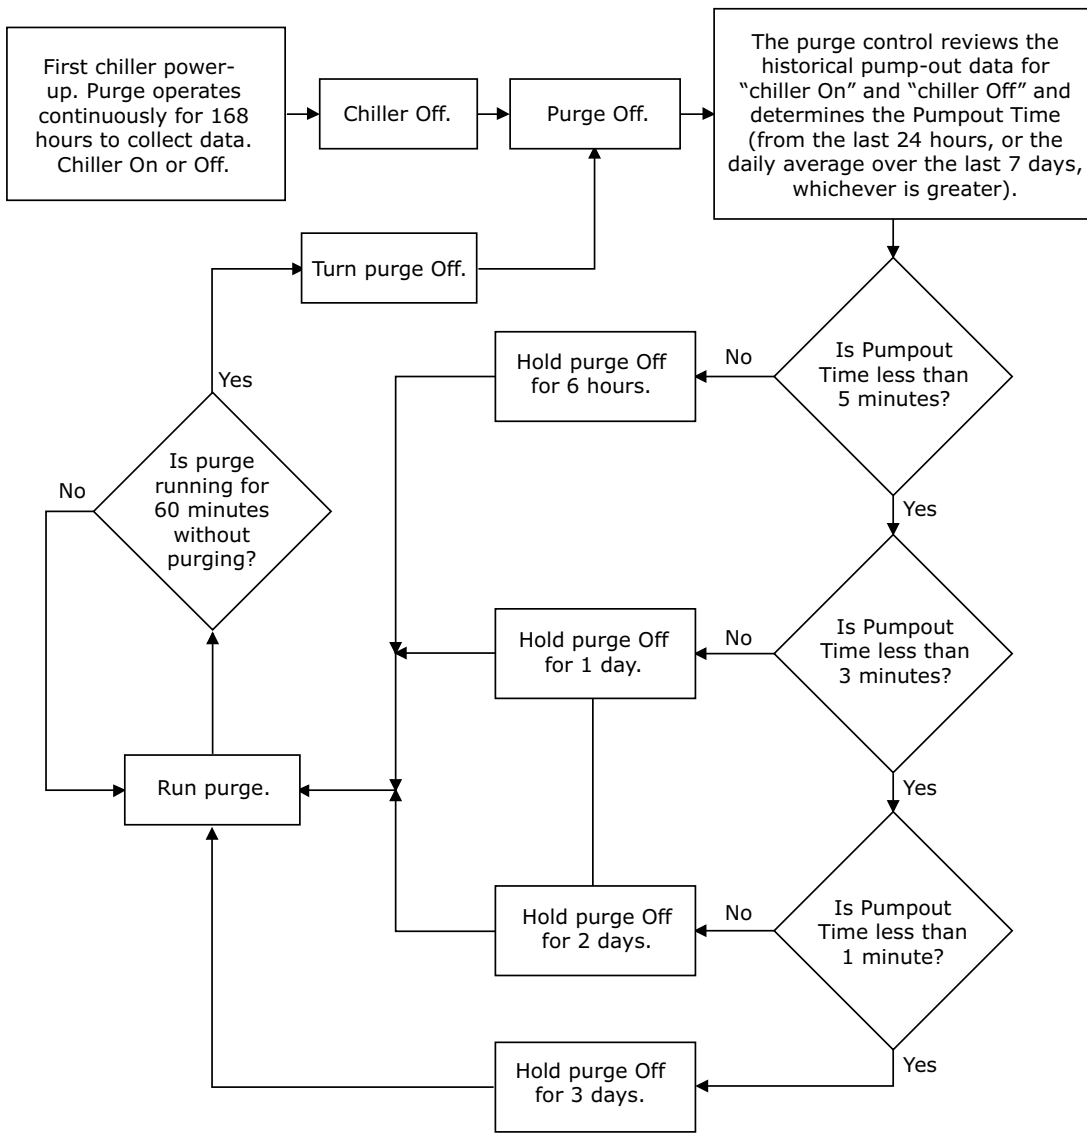 First chiller power-
up. Purge operates
continuously for 168
hours to collect data.
Chiller On or Off.
Chiller Off.
Purge Off.
The purge control reviews the
historical pump-out data for
“chiller On” and “chiller Off” and
determines the Pumpout Time
(from the last 24 hours, or the
daily average over the last 7 days,
whichever is greater).
Turn purge Off.
Is Pumpout
Time less than
5 minutes?
No
Hold purge Off
for 6 hours.
Yes
Yes
Is purge
running for
60 minutes
without
purging?
No
Is Pumpout
Time less than
3 minutes?
No
Hold purge Off
for 1 day.
Yes
Run purge.
Is Pumpout
Time less than
1 minute?
No
Hold purge Off
for 2 days.
Yes
Hold purge Off
for 3 days.